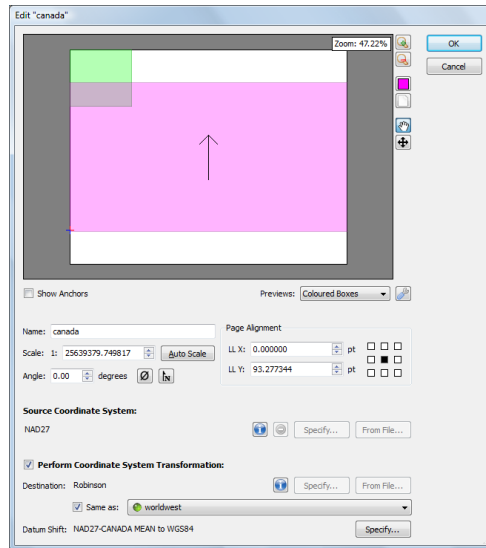 Edit "canada"
Zoom: 47.22%
OK
Cancel
Show Anchors
Previews: Coloured Boxes
Name: canada
Page Alignment
Scale: 1: 25639379.749817 Auto Scale
LL X: 0.000000 pt
Angle: 0.00 degrees Ø N
LL Y: 93.277344 pt
Source Coordinate System:
NAD27 Specify... From File...
Perform Coordinate System Transformation:
Destination: Robinson Specify... From File...
Same as: worldwest
Datum Shift: NAD27-CANADA MEAN to WGS84 Specify...